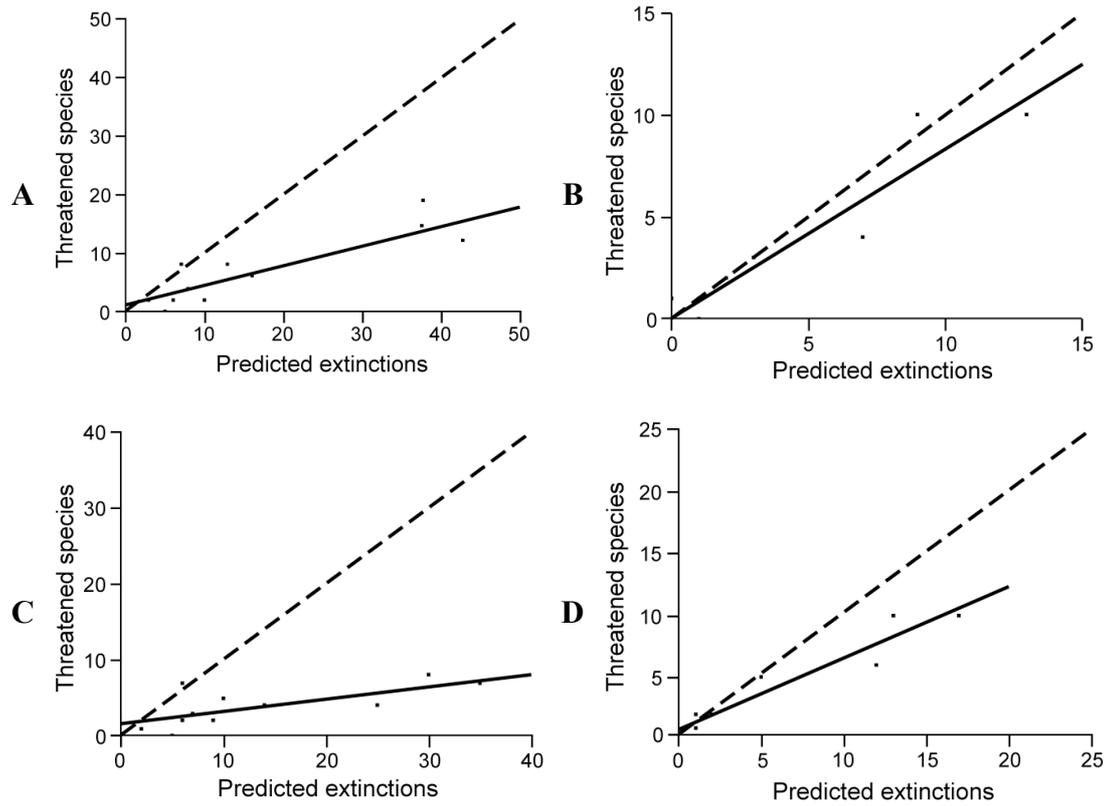 A
Threatened species
50
40
30
20
10
0
0 10 20 30 40 50
Predicted extinctions
B
Threatened species
15
10
5
0
0 5 10 15
Predicted extinctions
C
Threatened species
40
30
20
10
0
0 10 20 30 40
Predicted extinctions
D
Threatened species
25
20
15
10
5
0
0 5 10 15 20 25
Predicted extinctions